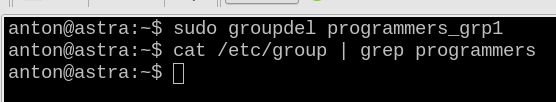 anton@astra:~$ sudo groupdel programmers_grp1
anton@astra:~$ cat /etc/group | grep programmers
anton@astra:~$